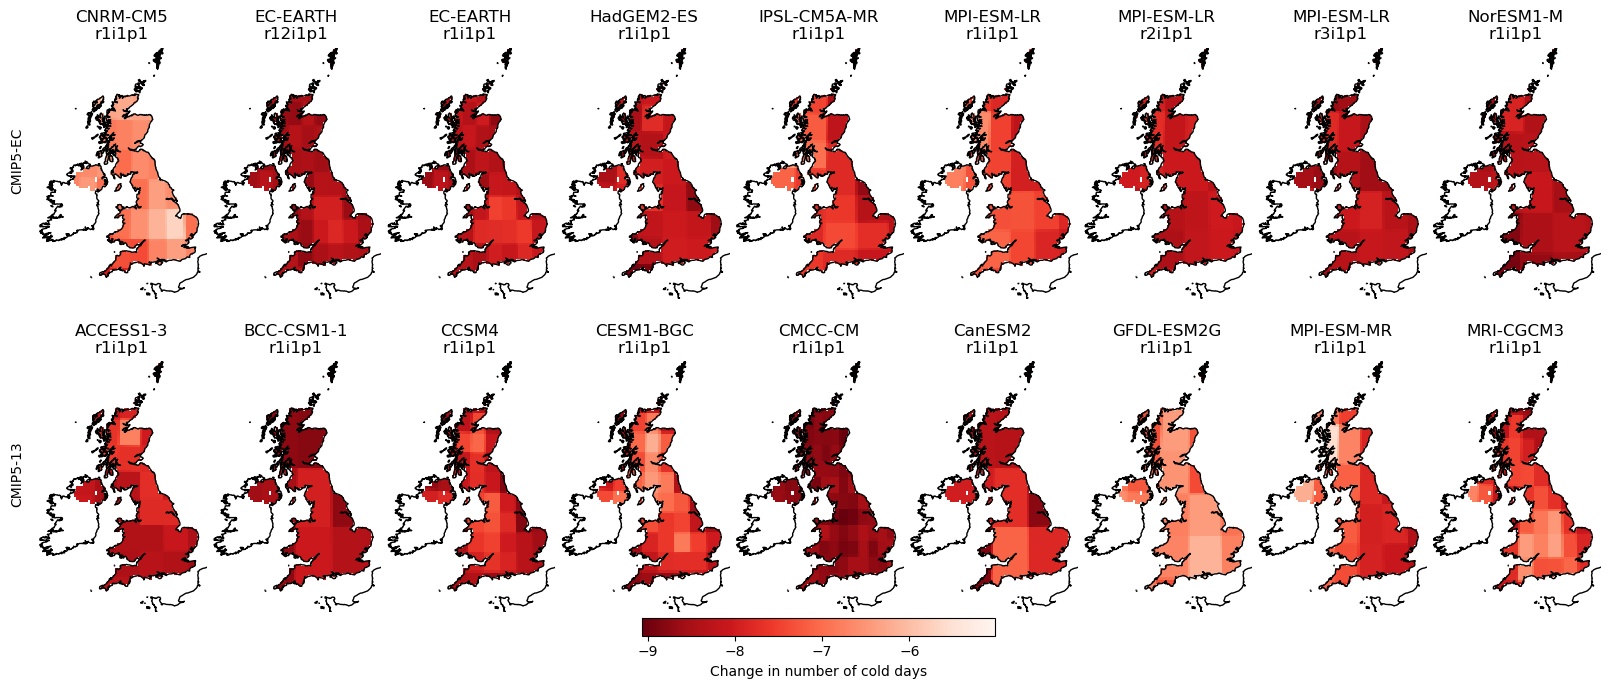 CNRM-CM5 EC-EARTH EC-EARTH HadGEM2-ES IPSL-CM5A-MR MPI-ESM-LR MPI-ESM-LR MPI-ESM-LR NorESM1-M
r1i1p1 r12i1p1 r1i1p1 r1i1p1 r1i1p1 r1i1p1 r2i1p1 r3i1p1 r1i1p1
CMIP5-EC
ACCESS1-3 BCC-CSM1-1 CCSM4 CESM1-BGC CMCC-CM CanESM2 GFDL-ESM2G MPI-ESM-MR MRI-CGCM3
r1i1p1 r1i1p1 r1i1p1 r1i1p1 r1i1p1 r1i1p1 r1i1p1 r1i1p1 r1i1p1
CMIP5-13
−9 −8 −7 −6
Change in number of cold days